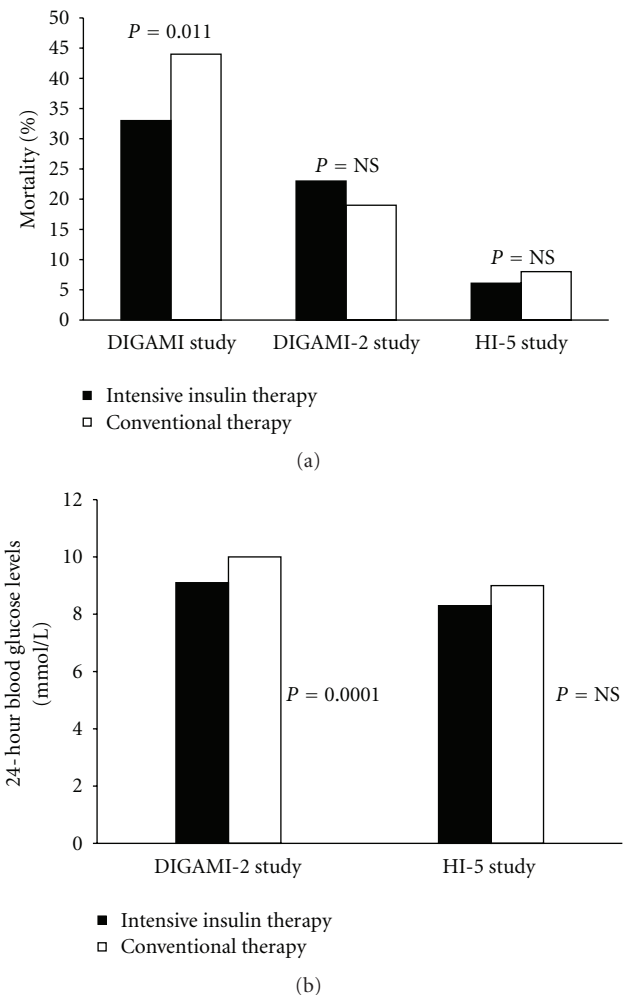 50
45
40
35
30
25
20
15
10
5
0
Mortality (%)
P = 0.011
P = NS
P = NS
DIGAMI study
DIGAMI-2 study
HI-5 study
Intensive insulin therapy
Conventional therapy
(a)
12
10
8
6
4
2
0
24-hour blood glucose levels
(mmol/L)
P = 0.0001
P = NS
DIGAMI-2 study
HI-5 study
Intensive insulin therapy
Conventional therapy
(b)